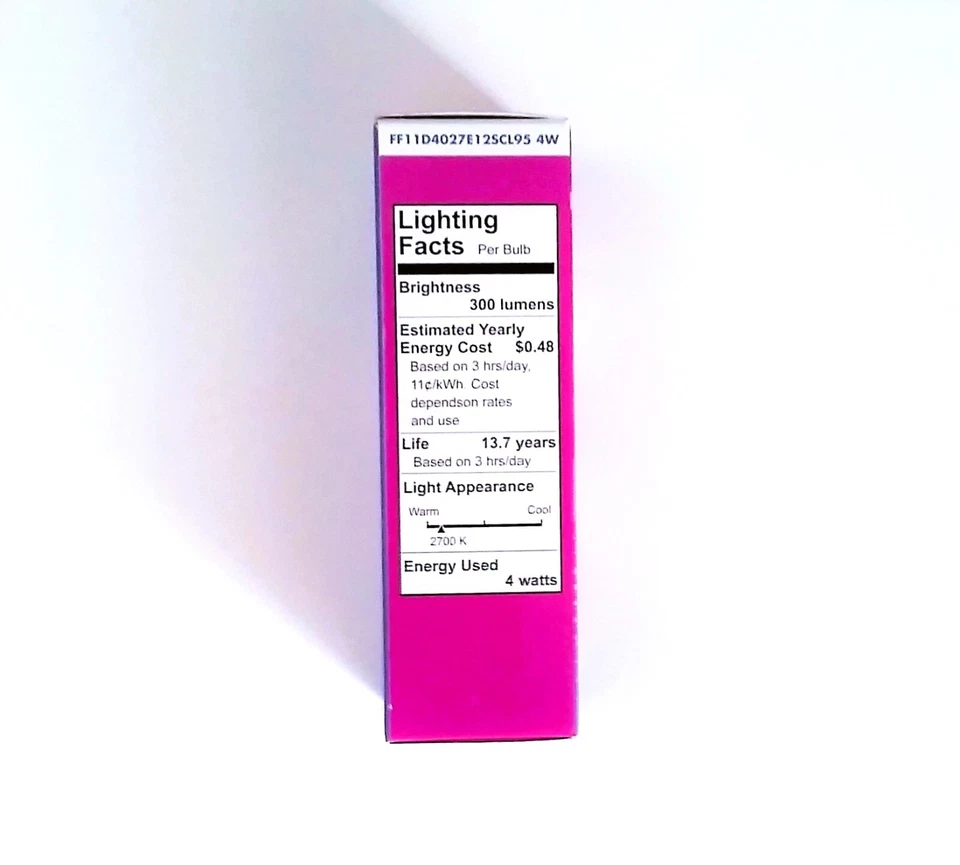 FF11D4027E12SCL95 4W
Lighting
Facts Per Bulb
Brightness
300 lumens
Estimated Yearly
Energy Cost $0.48
Based on 3 hrs/day,
11¢/kWh. Cost
dependson rates
and use
Life 13.7 years
Based on 3 hrs/day
Light Appearance
Warm Cool
2700 K
Energy Used
4 watts